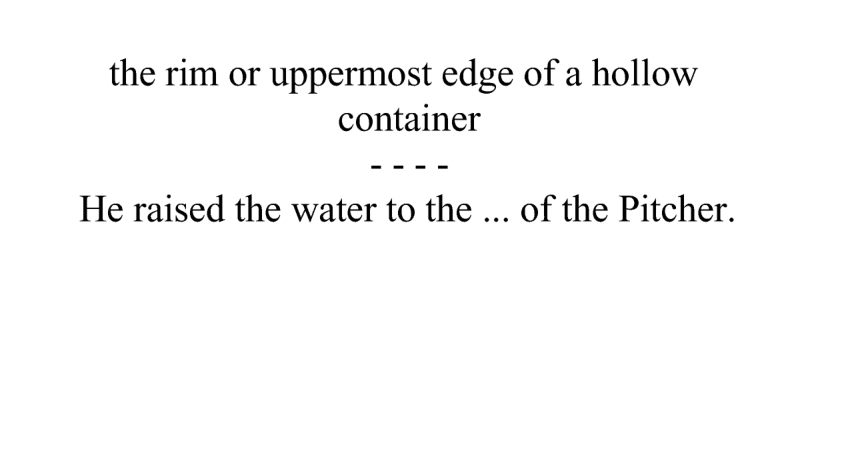 the rim or uppermost edge of a hollow
container
- - - -
He raised the water to the ... of the Pitcher.